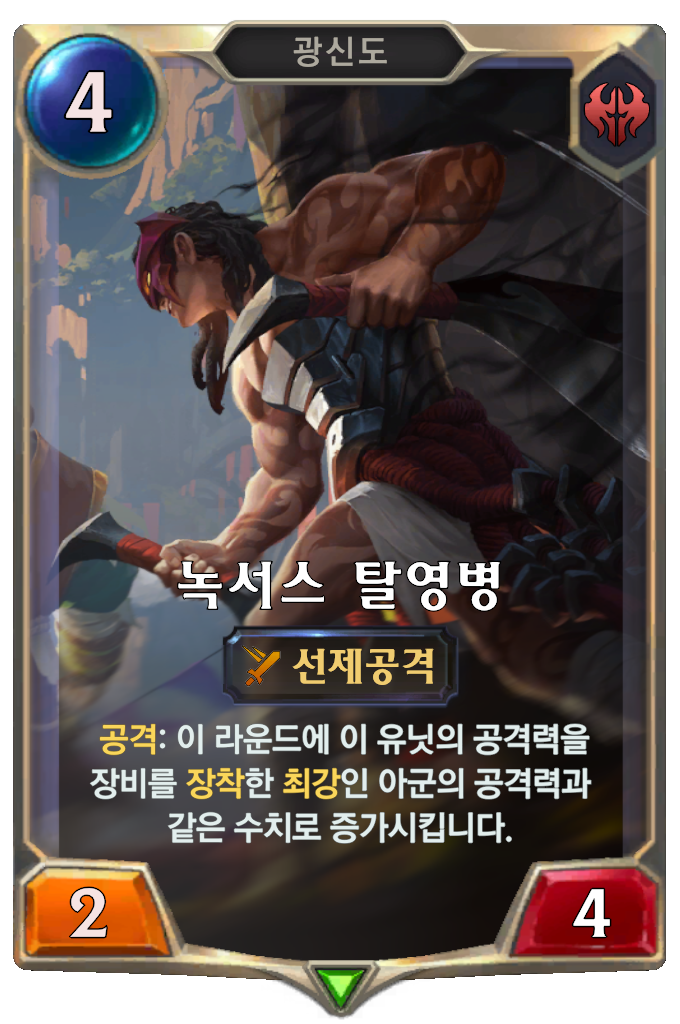 광신도
4
녹서스 탈영병
선제공격
공격: 이 라운드에 이 유닛의 공격력을
장비를 장착한 최강인 아군의 공격력과
같은 수치로 증가시킵니다.
2
4